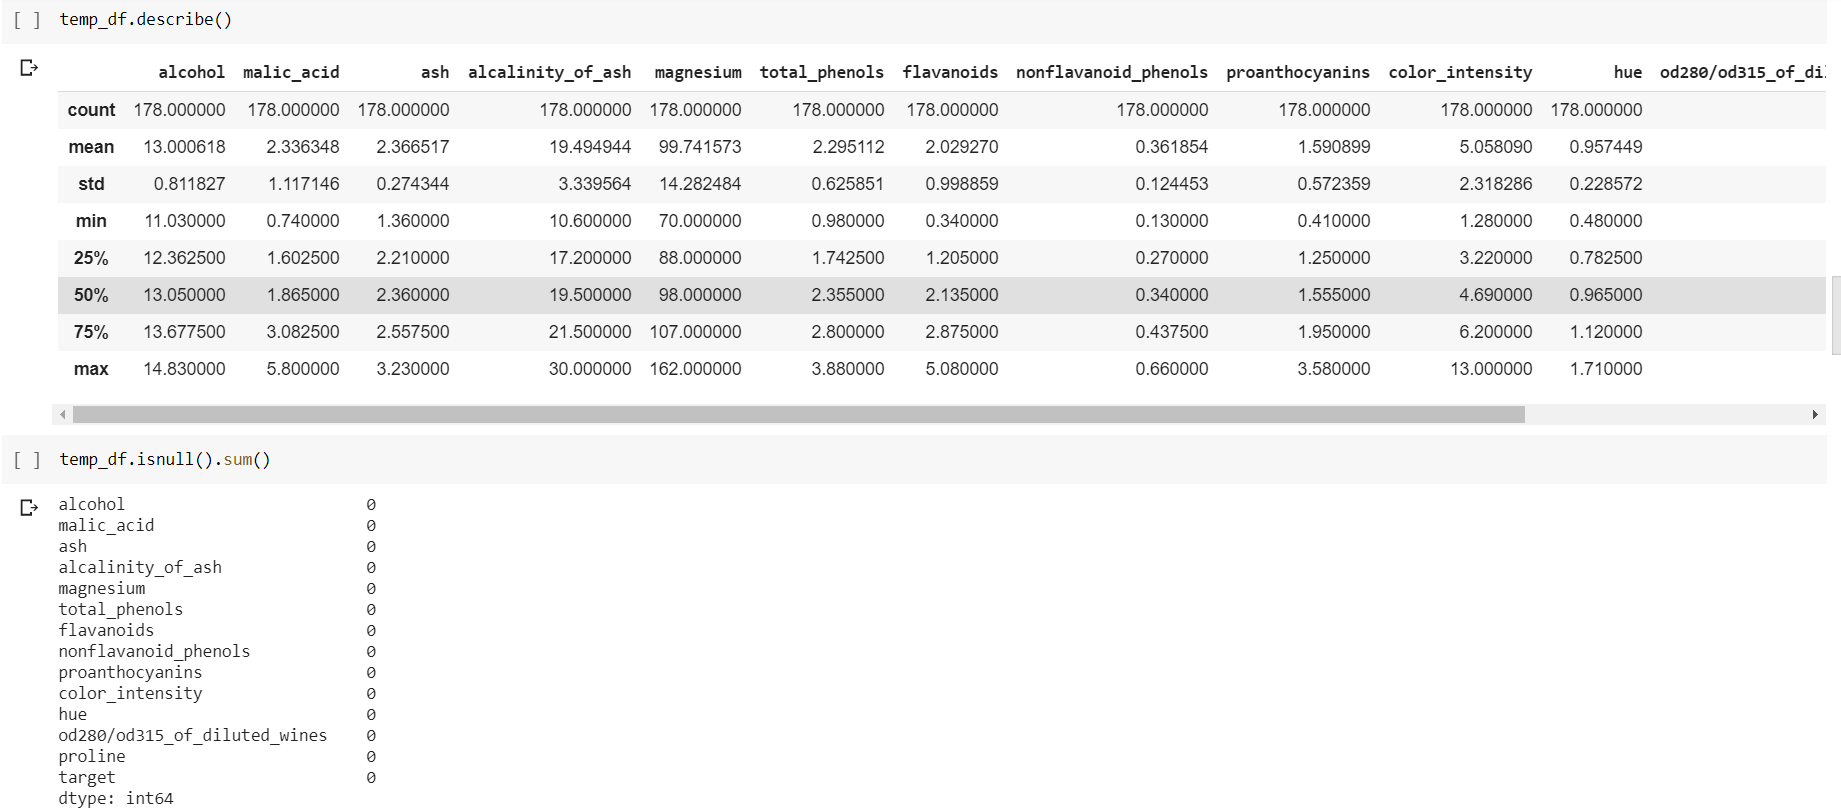 [ ] temp_df.describe()
alcohol malic_acid ash alcalinity_of_ash magnesium total_phenols flavanoids nonflavanoid_phenols proanthocyanins color_intensity hue od280/od315_of_di
count 178.000000 178.000000 178.000000 178.000000 178.000000 178.000000 178.000000 178.000000 178.000000 178.000000 178.000000
mean 13.000618 2.336348 2.366517 19.494944 99.741573 2.295112 2.029270 0.361854 1.590899 5.058090 0.957449
std 0.811827 1.117146 0.274344 3.339564 14.282484 0.625851 0.998859 0.124453 0.572359 2.318286 0.228572
min 11.030000 0.740000 1.360000 10.600000 70.000000 0.980000 0.340000 0.130000 0.410000 1.280000 0.480000
25% 12.362500 1.602500 2.210000 17.200000 88.000000 1.742500 1.205000 0.270000 1.250000 3.220000 0.782500
50% 13.050000 1.865000 2.360000 19.500000 98.000000 2.355000 2.135000 0.340000 1.555000 4.690000 0.965000
75% 13.677500 3.082500 2.557500 21.500000 107.000000 2.800000 2.875000 0.437500 1.950000 6.200000 1.120000
max 14.830000 5.800000 3.230000 30.000000 162.000000 3.880000 5.080000 0.660000 3.580000 13.000000 1.710000
[ ] temp_df.isnull().sum()
alcohol 0
malic_acid 0
ash 0
alcalinity_of_ash 0
magnesium 0
total_phenols 0
flavanoids 0
nonflavanoid_phenols 0
proanthocyanins 0
color_intensity 0
hue 0
od280/od315_of_diluted_wines 0
proline 0
target 0
dtype: int64